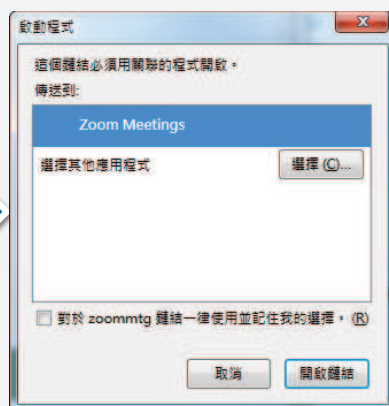 啟動程式
這個鏈結必須用關聯的程式開啟。
傳送到:
Zoom Meetings
選擇其他應用程式
選擇(C)...
對於 zoommtg 鏈結一律使用並記住我的選擇。(R)
取消
開啟鏈結